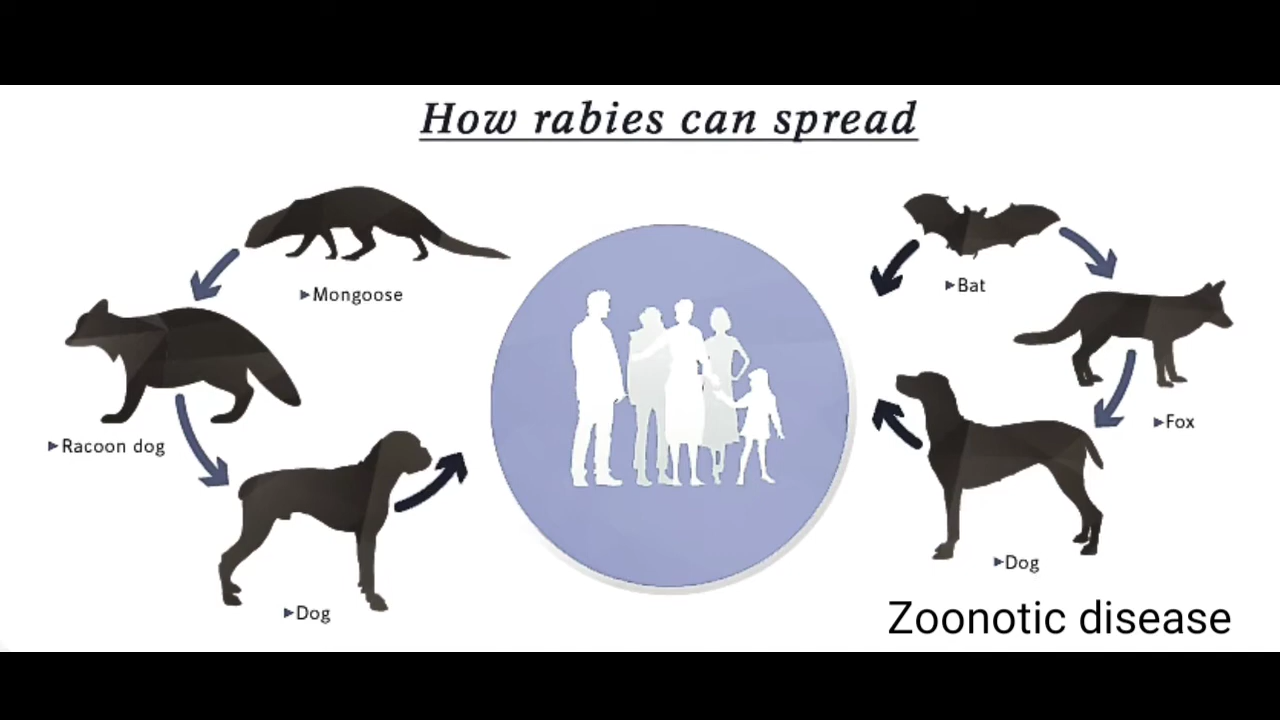 How rabies can spread
▸Mongoose
▸Bat
▸Racoon dog
▸Fox
▸Dog
▸Dog
Zoonotic disease